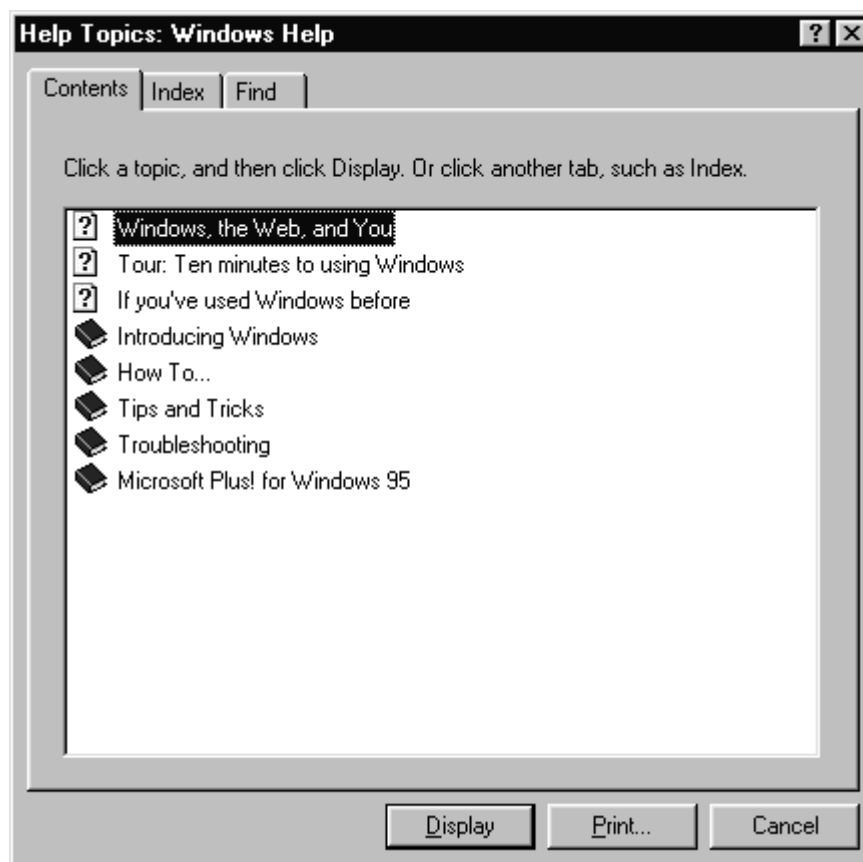 Help Topics: Windows Help
Contents Index Find
Click a topic, and then click Display. Or click another tab, such as Index.
Windows, the Web, and You
Tour: Ten minutes to using Windows
If you've used Windows before
Introducing Windows
How To...
Tips and Tricks
Troubleshooting
Microsoft Plus! for Windows 95
Display Print... Cancel